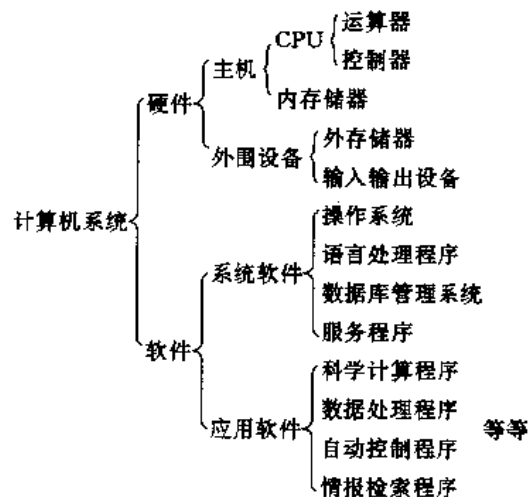 计算机系统
硬件
主机
CPU
运算器
控制器
内存储器
外围设备
外存储器
输入输出设备
软件
系统软件
操作系统
语言处理程序
数据库管理系统
服务程序
应用软件
科学计算程序
数据处理程序
自动控制程序
情报检索程序
等等